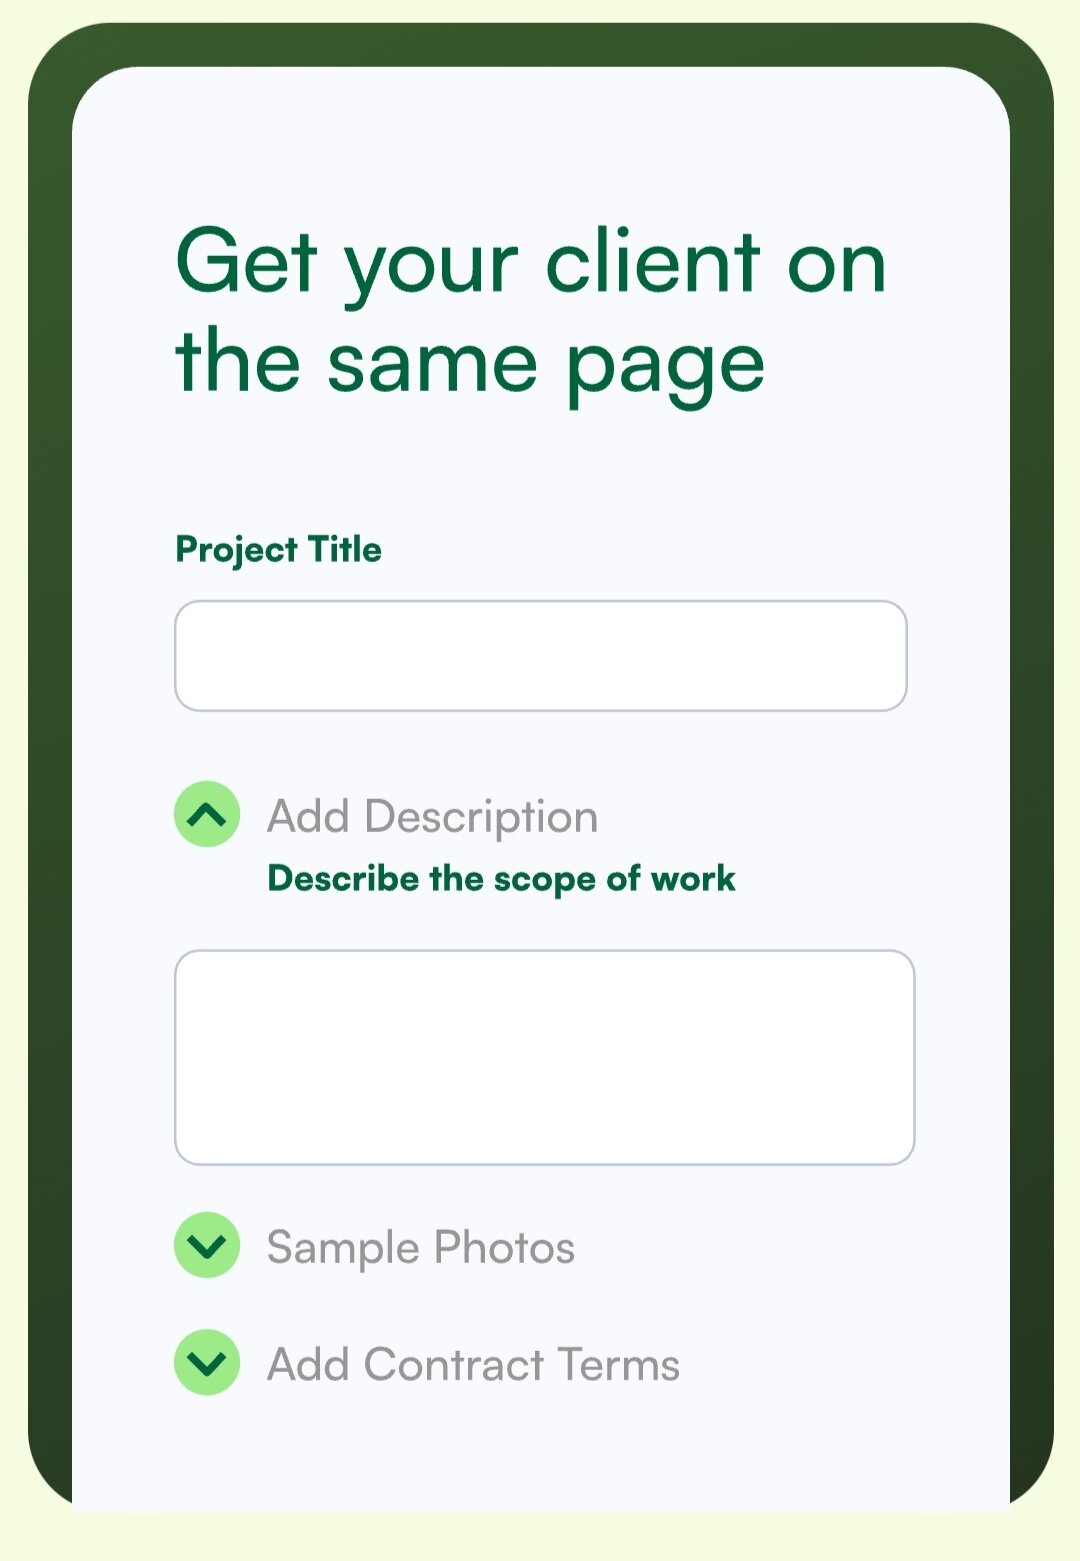 Get your client on
the same page
Project Title
Add Description
Describe the scope of work
Sample Photos
Add Contract Terms